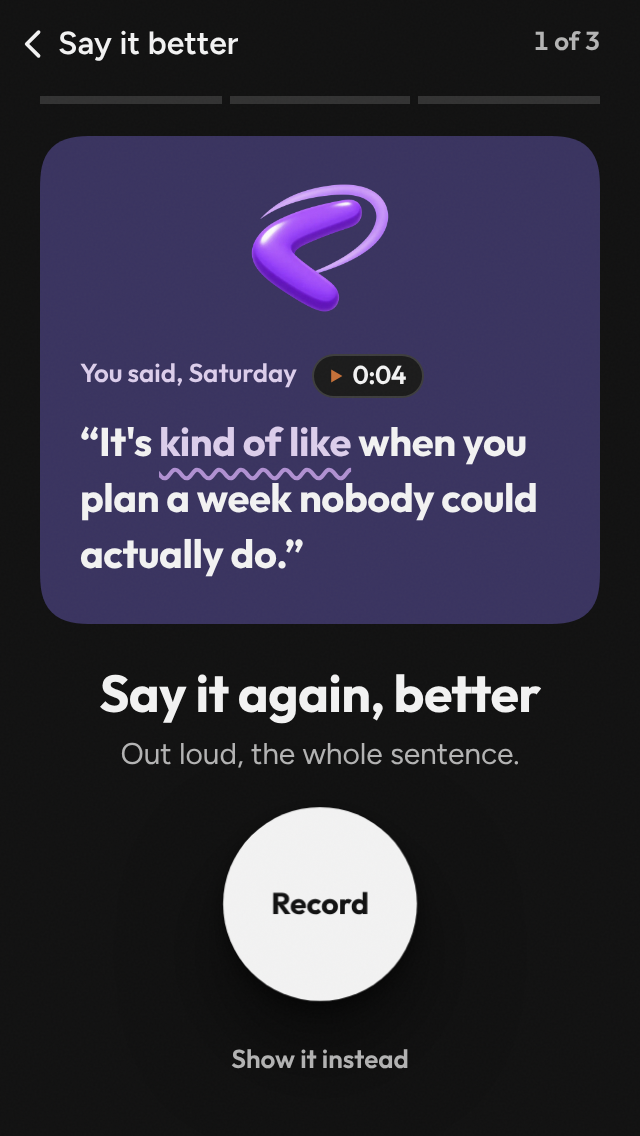 Say it better
1 of 3
You said, Saturday
0:04
“It's kind of like when you
plan a week nobody could
actually do.”
Say it again, better
Out loud, the whole sentence.
Record
Show it instead